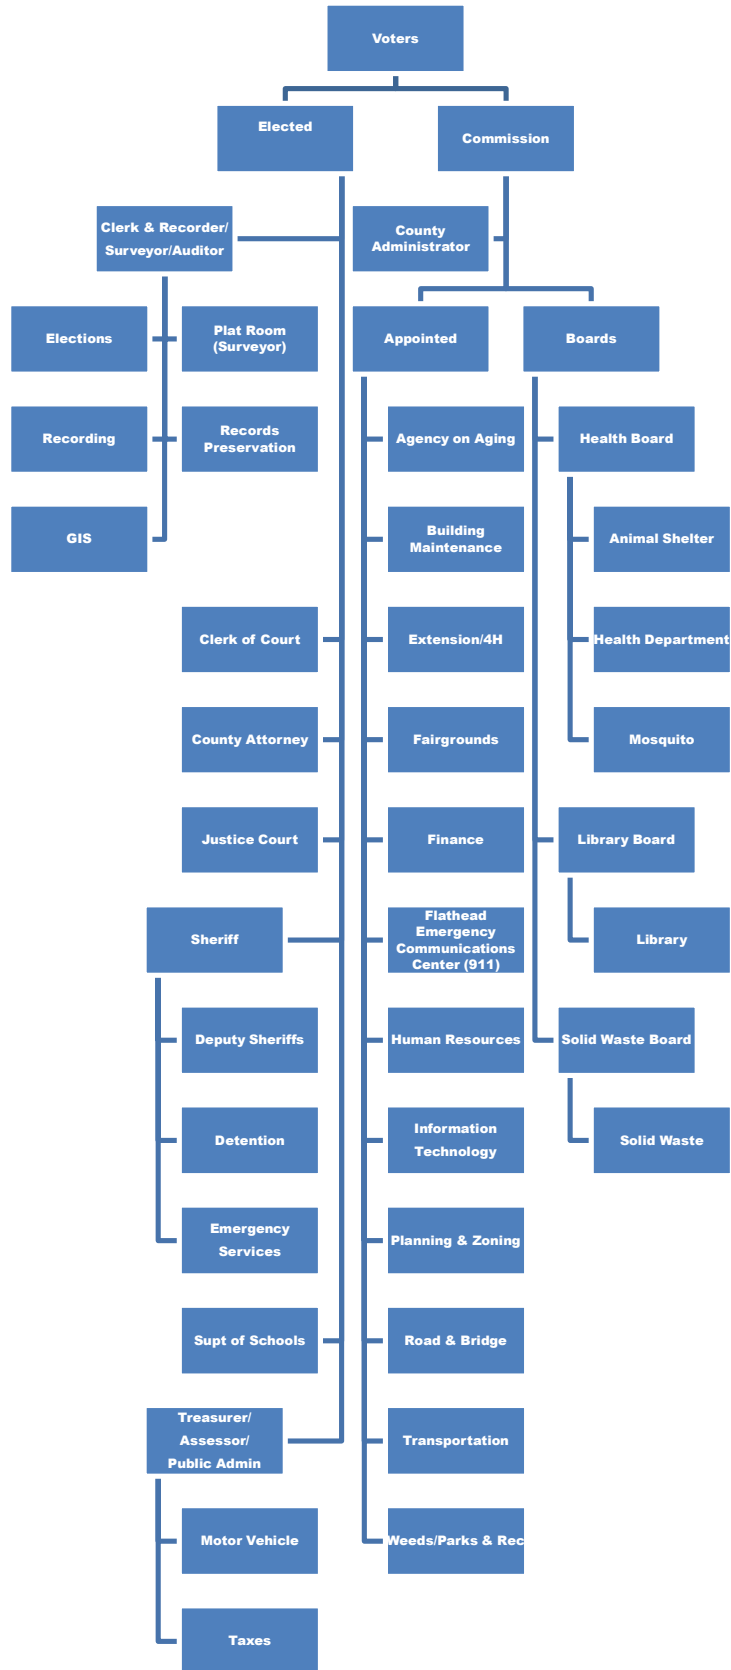 Voters
Elected
Commission
Clerk & Recorder/
Surveyor/Auditor
County
Administrator
Elections
Plat Room
(Surveyor)
Appointed
Boards
Recording
Records
Preservation
Agency on Aging
Health Board
GIS
Building
Maintenance
Animal Shelter
Clerk of Court
Extension/4H
Health Department
County Attorney
Fairgrounds
Mosquito
Justice Court
Finance
Library Board
Sheriff
Flathead
Emergency
Communications
Center (911)
Library
Deputy Sheriffs
Human Resources
Solid Waste Board
Detention
Information
Technology
Solid Waste
Emergency
Services
Planning & Zoning
Supt of Schools
Road & Bridge
Treasurer/
Assessor/
Public Admin
Transportation
Motor Vehicle
Weeds/Parks & Rec
Taxes